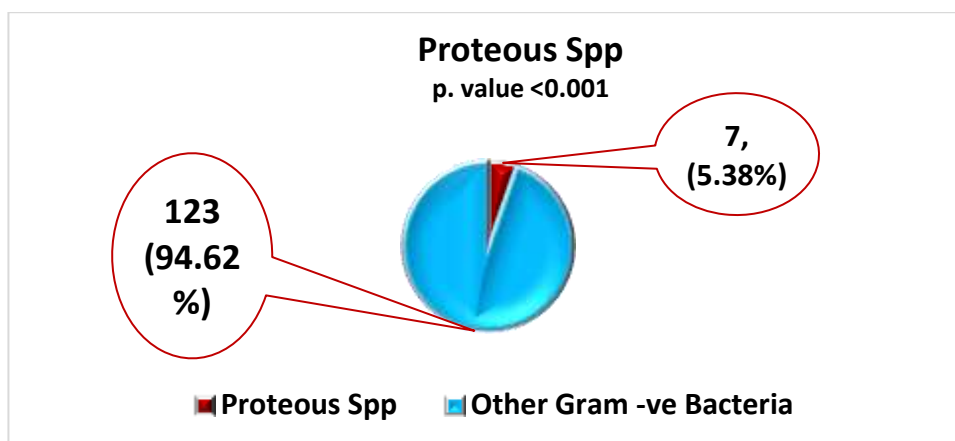 Proteous Spp
p. value <0.001
7,
(5.38%)
123
(94.62
%)
Proteous Spp
Other Gram -ve Bacteria